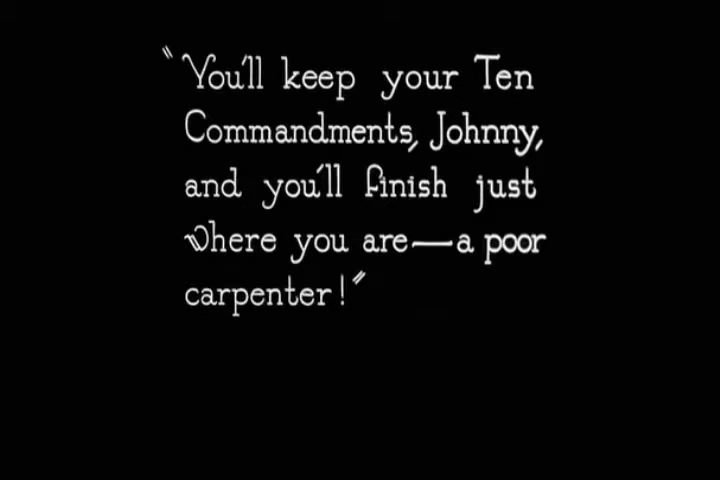 "You'll keep your Ten
Commandments, Johnny,
and you'll finish just
where you are—a poor
carpenter!"